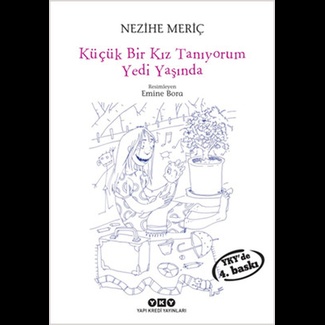 NEZİHE MERİÇ
Küçük Bir Kız Tanıyorum
Yedi Yaşında
Resimleyen
Emine Bora
YKY'de
4. baskı
YKY
YAPI KREDİ YAYINLARI